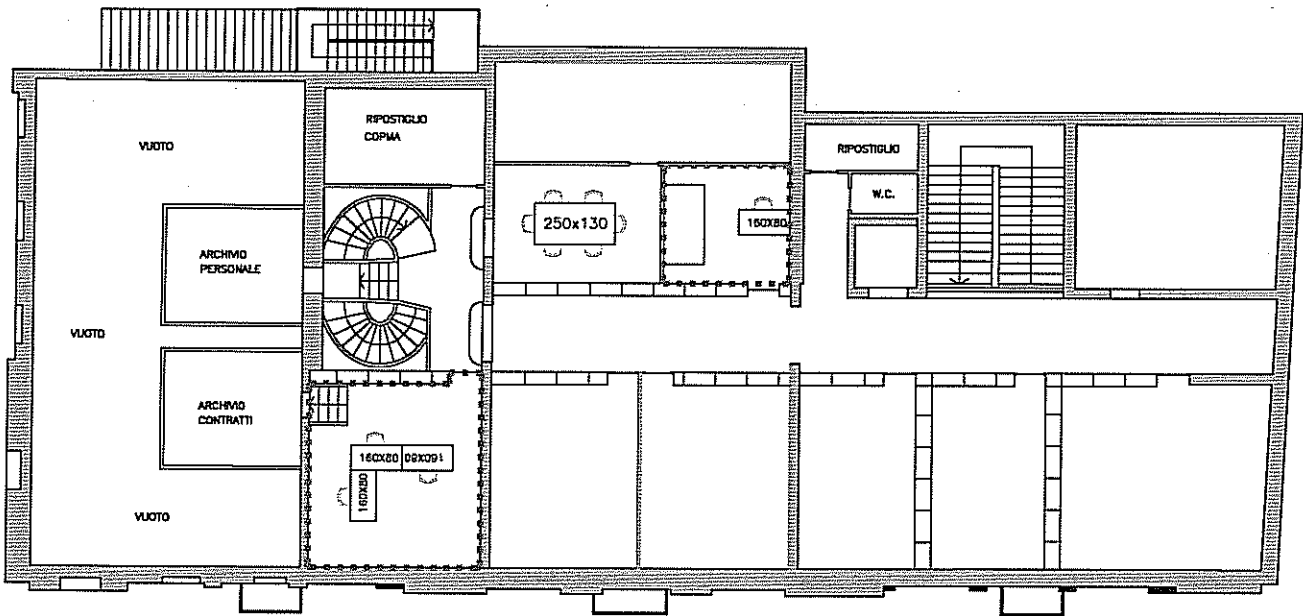 VUOTO
RIPOSTIGLIO
COPMA
RIPOSTIGLIO
W.C.
250x130
160X80
ARCHIVIO
PERSONALE
VUOTO
ARCHIVIO
CONTRATTI
160X80
160X80
160X80
VUOTO